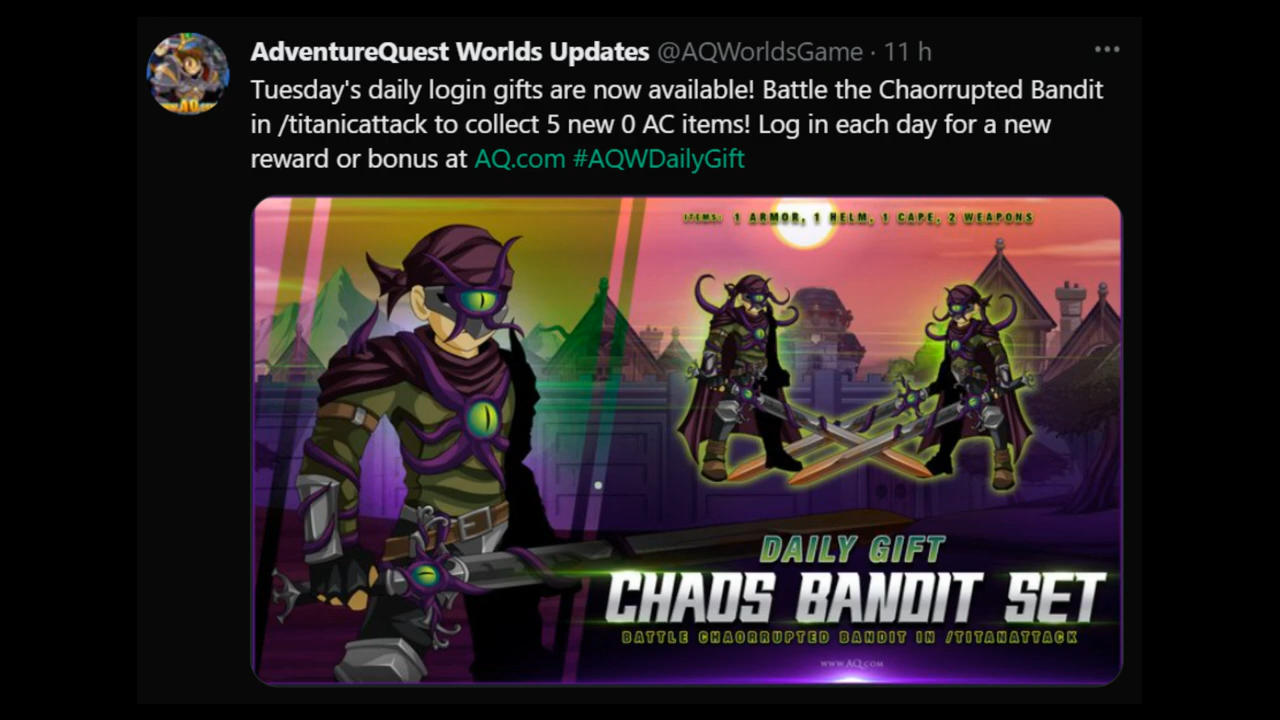 AdventureQuest Worlds Updates @AQWorldsGame · 11 h
Tuesday's daily login gifts are now available! Battle the Chaorrupted Bandit
in /titanicattack to collect 5 new 0 AC items! Log in each day for a new
reward or bonus at AQ.com #AQWDailyGift
ITEMS: 1 ARMOR, 1 HELM, 1 CAPE, 2 WEAPONS
DAILY GIFT
CHAOS BANDIT SET
BATTLE CHAORRUPTED BANDIT IN /TITANATTACK
WWW.AQ.COM